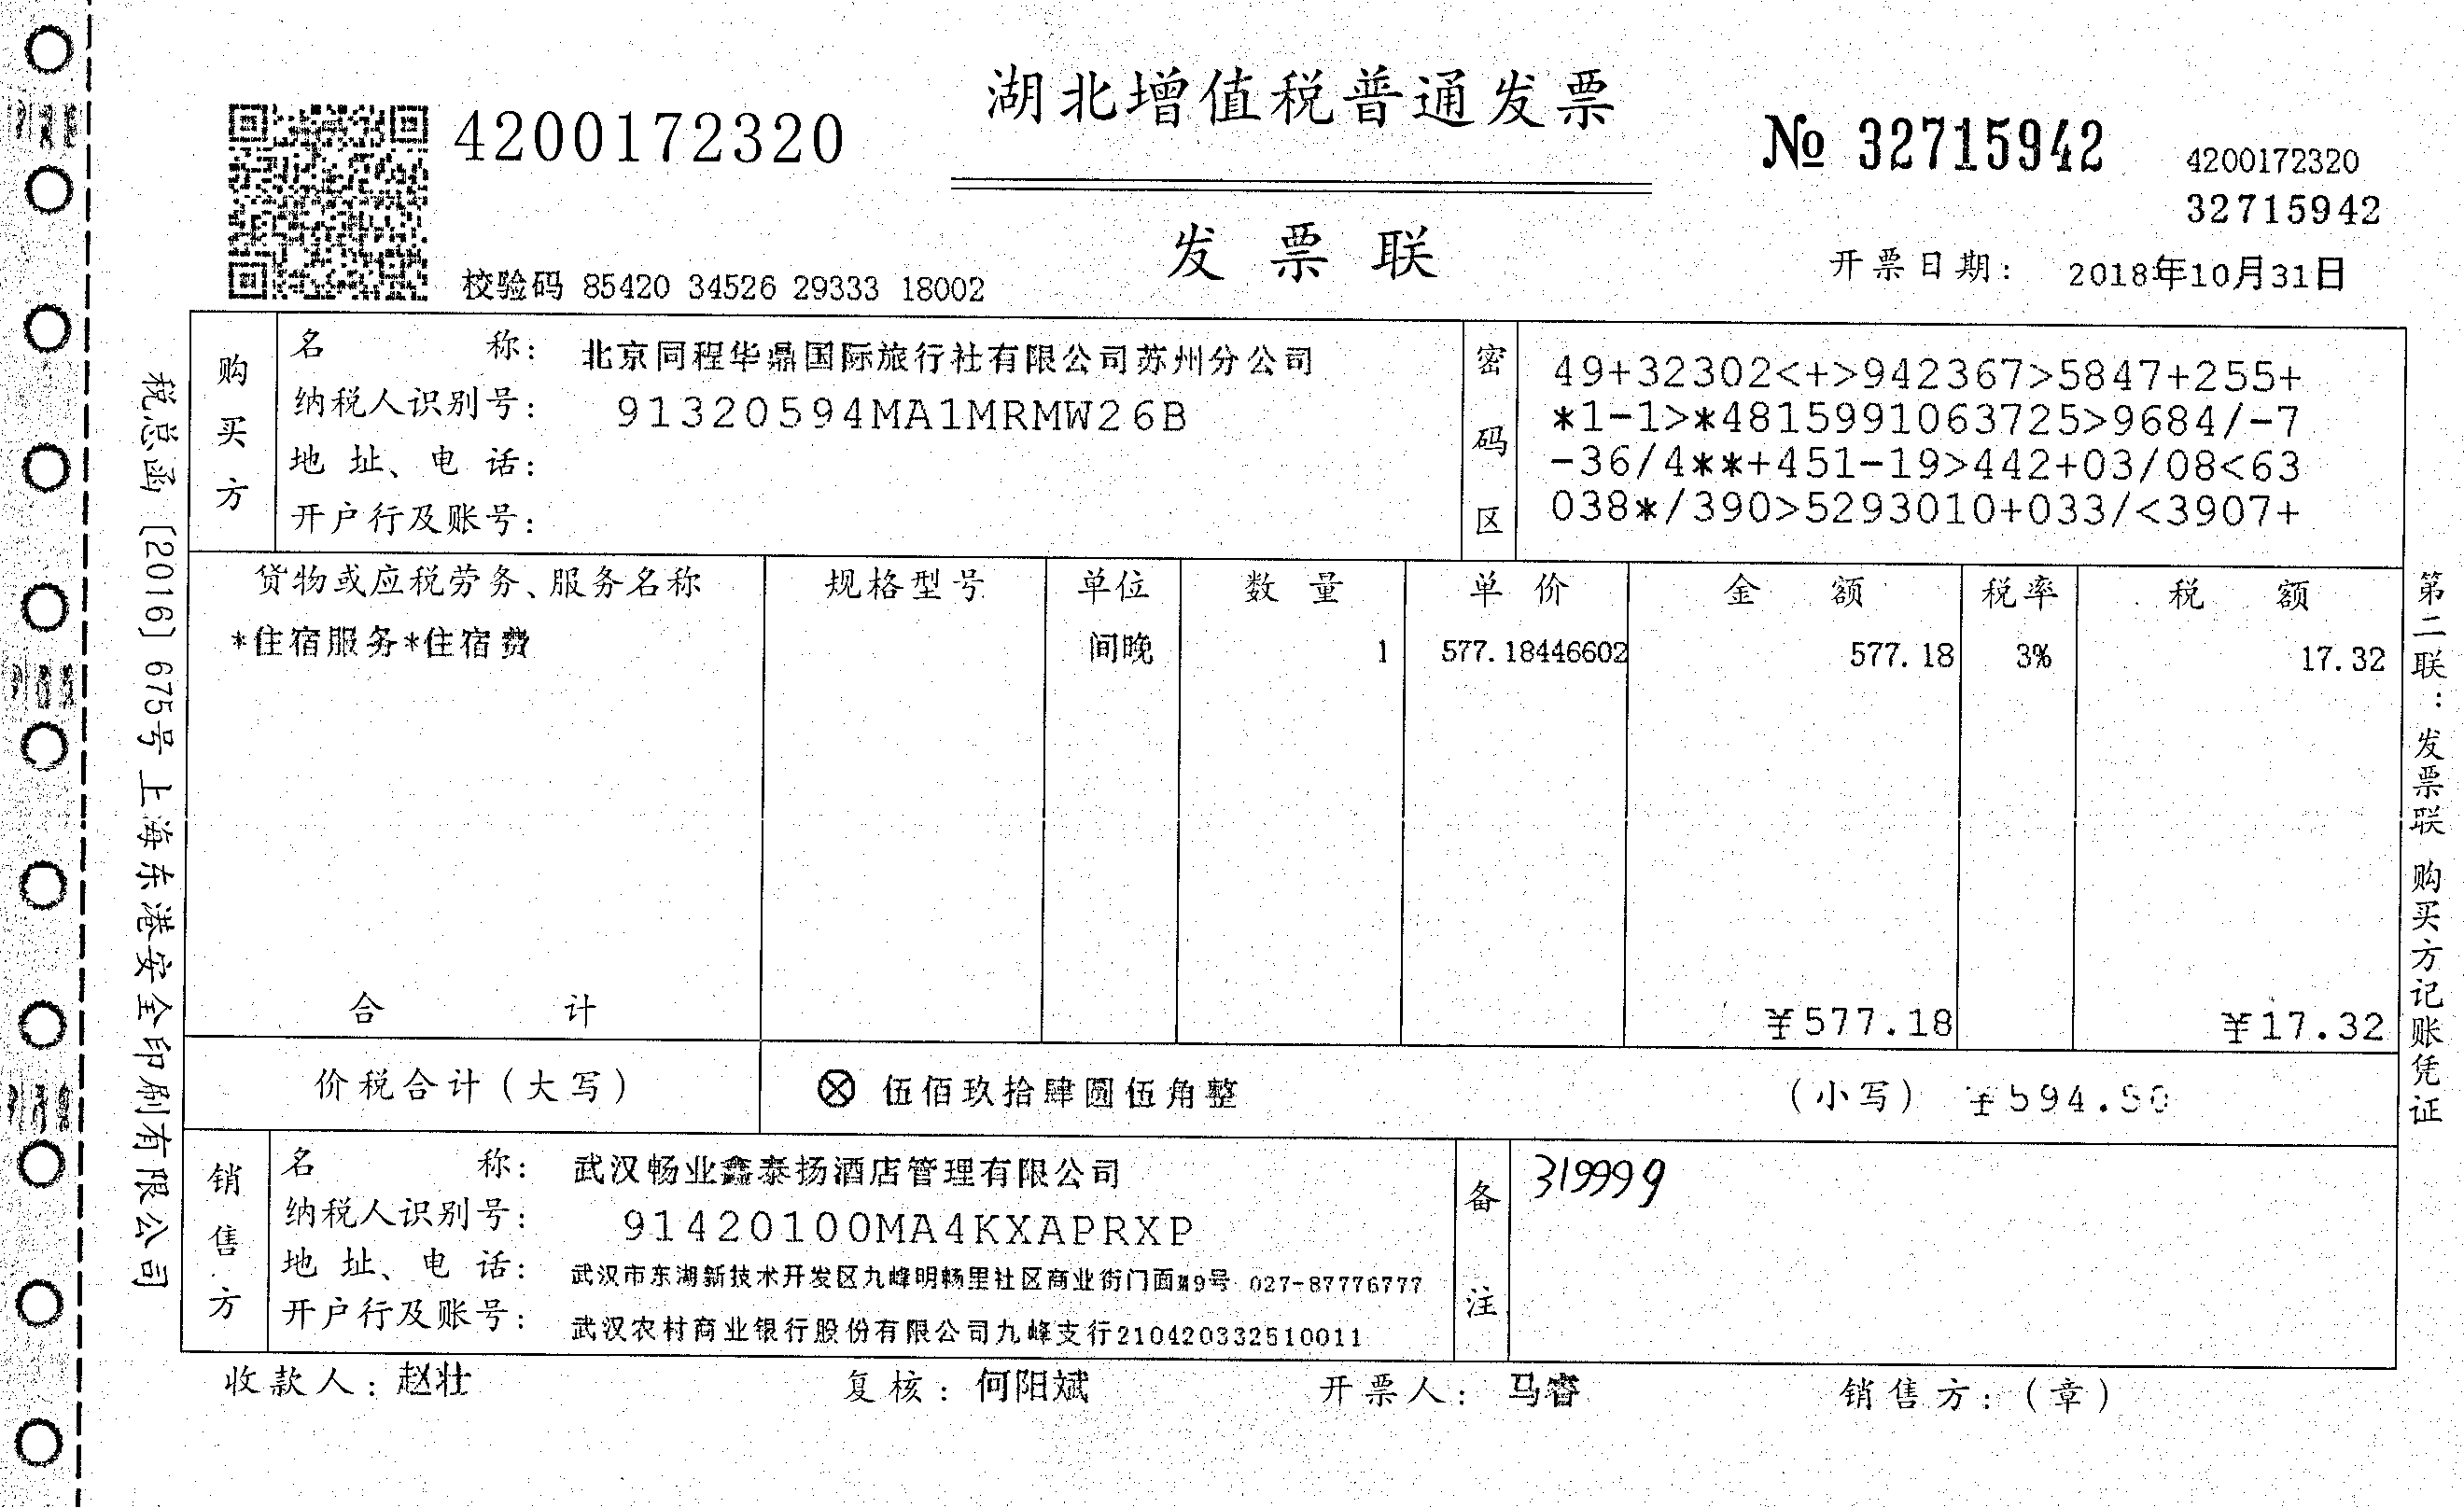 湖北增值税普通发票
4200172320
№ 32715942
4200172320
32715942
发票联
校验码 85420 34526 29333 18002
开票日期: 2018年10月31日
购买方
名称: 北京同程华鼎国际旅行社有限公司苏州分公司
纳税人识别号: 91320594MA1MRMW26B
地址、电话:
开户行及账号:
密码区
49+32302<+>942367>5847+255+
*1-1>*4815991063725>9684/-7
-36/4**+451-19>442+03/08<63
038*/390>5293010+033/<3907+
货物或应税劳务、服务名称 规格型号 单位 数量 单价 金额 税率 税额
*住宿服务*住宿费 间晚 1 577.18446602 577.18 3% 17.32
合计 ¥577.18 ¥17.32
价税合计(大写) ⊗ 伍佰玖拾肆圆伍角整 (小写) ¥594.50
销售方
名称: 武汉畅业鑫泰扬酒店管理有限公司
纳税人识别号: 91420100MA4KXAPRXP
地址、电话: 武汉市东湖新技术开发区九峰明畅里社区商业街门面9号 027-87776777
开户行及账号: 武汉农村商业银行股份有限公司九峰支行210420332510011
备注
319999
收款人: 赵壮 复核: 何阳斌 开票人: 马睿 销售方:(章)
税总函[2016]675号上海东港安全印刷有限公司
第二联:发票联 购买方记账凭证